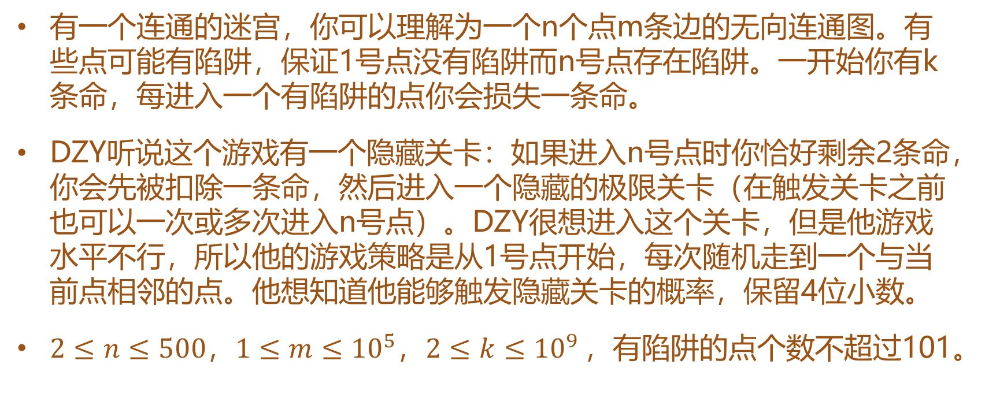 • 有一个连通的迷宫，你可以理解为一个n个点m条边的无向连通图。有
些点可能有陷阱，保证1号点没有陷阱而n号点存在陷阱。一开始你有k
条命，每进入一个有陷阱的点你会损失一条命。
• DZY听说这个游戏有一个隐藏关卡：如果进入n号点时你恰好剩余2条命，
你会先被扣除一条命，然后进入一个隐藏的极限关卡（在触发关卡之前
也可以一次或多次进入n号点）。DZY很想进入这个关卡，但是他游戏
水平不行，所以他的游戏策略是从1号点开始，每次随机走到一个与当
前点相邻的点。他想知道他能够触发隐藏关卡的概率，保留4位小数。
• 2 ≤ n ≤ 500，1 ≤ m ≤ 10⁵，2 ≤ k ≤ 10⁹，有陷阱的点个数不超过101。